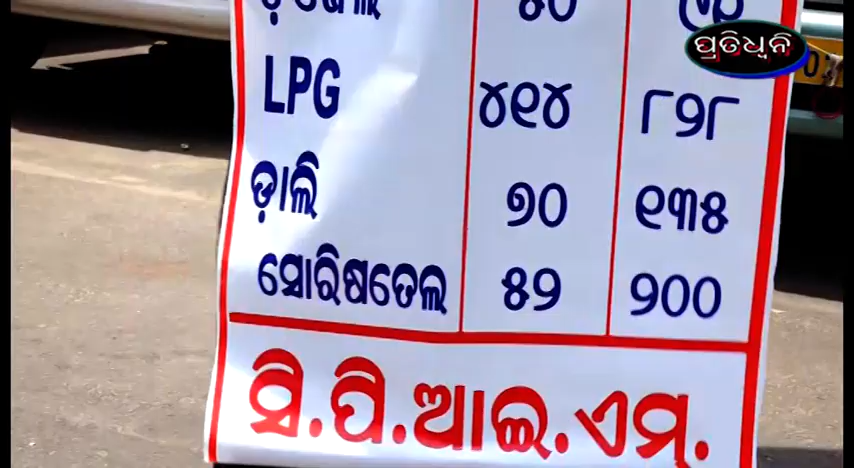 ପ୍ରତିଧ୍ୱନି
LPG ୪୧୪ ୮୨୮
ଡ଼ାଲି ୭୦ ୧୩୫
ସୋରିଷତେଲ ୫୨ ୨୦୦
ସି.ପି.ଆଇ.ଏମ୍.